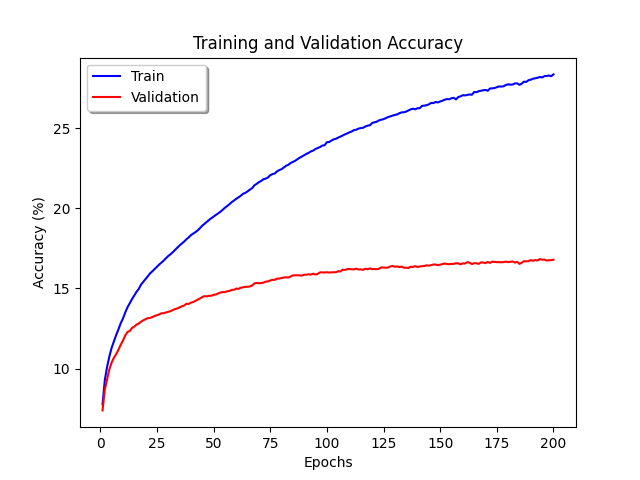 Training and Validation Accuracy
Train
Validation
25
20
15
10
Accuracy (%)
0 25 50 75 100 125 150 175 200
Epochs